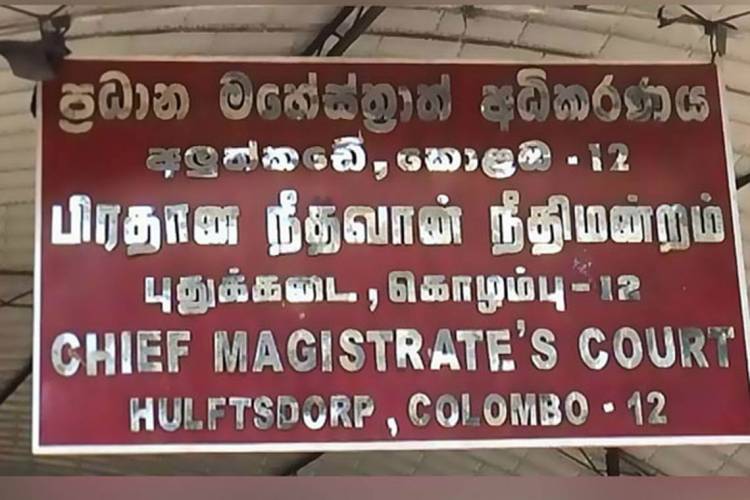 ප්‍රධාන මහේස්ත්‍රාත් අධිකරණය
අලුත්කඩේ, කොළඹ - 12
பிரதான நீதவான் நீதிமன்றம்
புதுக்கடை, கொழும்பு - 12
CHIEF MAGISTRATE'S COURT
HULFTSDORP, COLOMBO - 12